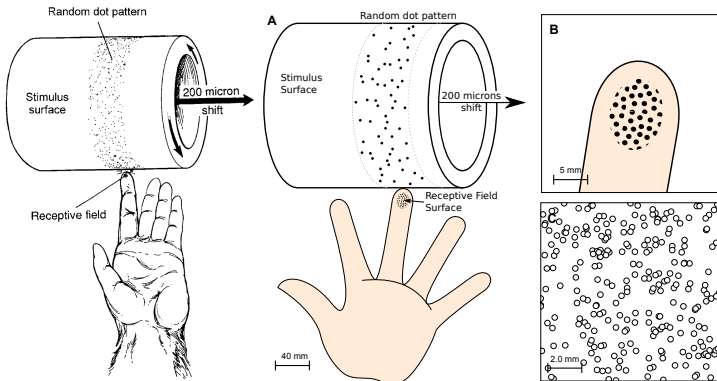 Random dot pattern
Stimulus
surface
200 micron
shift
Receptive field
A
Random dot pattern
Stimulus
Surface
200 microns
shift
Receptive Field
Surface
40 mm
B
5 mm
C
2.0 mm